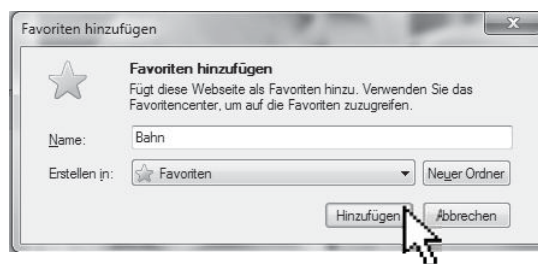 Favoriten hinzufügen
x
Favoriten hinzufügen
Fügt diese Webseite als Favoriten hinzu. Verwenden Sie das
Favoritencenter, um auf die Favoriten zuzugreifen.
Name: Bahn
Erstellen in: Favoriten Neuer Ordner
Hinzufügen Abbrechen